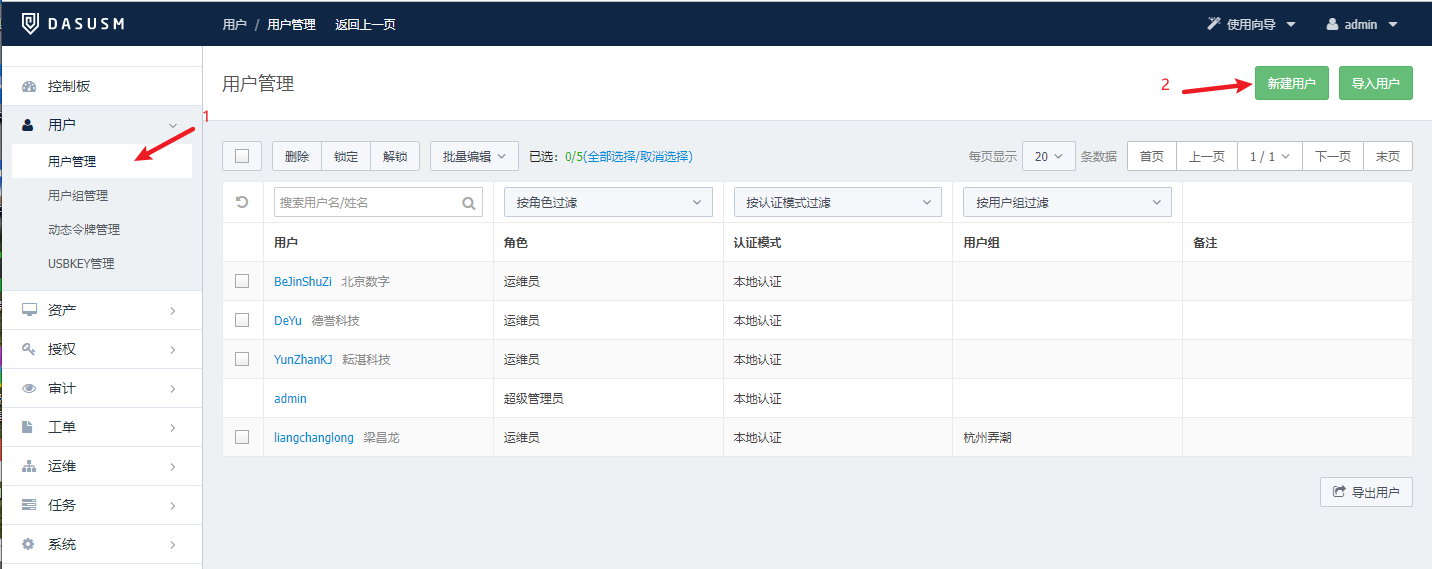 DASUSM 用户 / 用户管理 返回上一页 使用向导 admin
控制板
用户
用户管理
用户组管理
动态令牌管理
USBKEY管理
资产
授权
审计
工单
运维
任务
系统
1
用户管理
2
新建用户 导入用户
删除 锁定 解锁 批量编辑 已选：0/5(全部选择/取消选择) 每页显示 20 条数据 首页 上一页 1 / 1 下一页 末页
搜索用户名/姓名 按角色过滤 按认证模式过滤 按用户组过滤
用户 角色 认证模式 用户组 备注
BeJinShuZi 北京数字 运维员 本地认证
DeYu 德誉科技 运维员 本地认证
YunZhanKJ 耘湛科技 运维员 本地认证
admin 超级管理员 本地认证
liangchanglong 梁昌龙 运维员 本地认证 杭州弄潮
导出用户